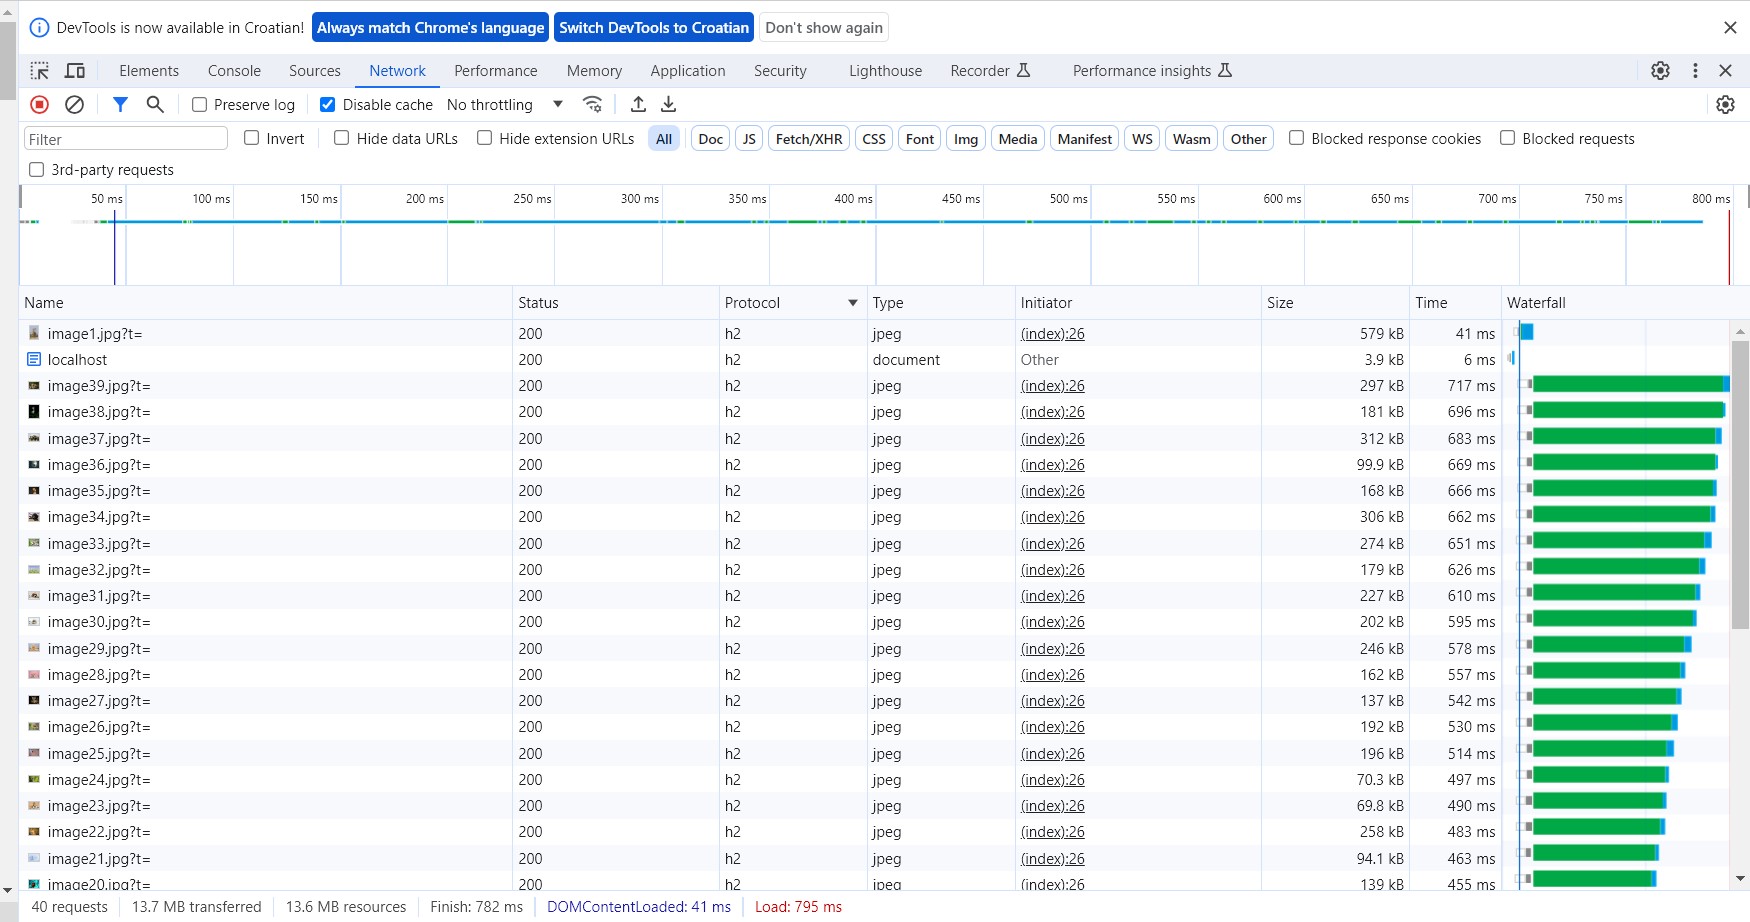 DevTools is now available in Croatian! Always match Chrome's language Switch DevTools to Croatian Don't show again
Elements Console Sources Network Performance Memory Application Security Lighthouse Recorder Performance insights
Preserve log Disable cache No throttling
Filter Invert Hide data URLs Hide extension URLs All Doc JS Fetch/XHR CSS Font Img Media Manifest WS Wasm Other Blocked response cookies Blocked requests
3rd-party requests
50 ms 100 ms 150 ms 200 ms 250 ms 300 ms 350 ms 400 ms 450 ms 500 ms 550 ms 600 ms 650 ms 700 ms 750 ms 800 ms
Name Status Protocol Type Initiator Size Time Waterfall
image1.jpg?t= 200 h2 jpeg (index):26 579 kB 41 ms
localhost 200 h2 document Other 3.9 kB 6 ms
image39.jpg?t= 200 h2 jpeg (index):26 297 kB 717 ms
image38.jpg?t= 200 h2 jpeg (index):26 181 kB 696 ms
image37.jpg?t= 200 h2 jpeg (index):26 312 kB 683 ms
image36.jpg?t= 200 h2 jpeg (index):26 99.9 kB 669 ms
image35.jpg?t= 200 h2 jpeg (index):26 168 kB 666 ms
image34.jpg?t= 200 h2 jpeg (index):26 306 kB 662 ms
image33.jpg?t= 200 h2 jpeg (index):26 274 kB 651 ms
image32.jpg?t= 200 h2 jpeg (index):26 179 kB 626 ms
image31.jpg?t= 200 h2 jpeg (index):26 227 kB 610 ms
image30.jpg?t= 200 h2 jpeg (index):26 202 kB 595 ms
image29.jpg?t= 200 h2 jpeg (index):26 246 kB 578 ms
image28.jpg?t= 200 h2 jpeg (index):26 162 kB 557 ms
image27.jpg?t= 200 h2 jpeg (index):26 137 kB 542 ms
image26.jpg?t= 200 h2 jpeg (index):26 192 kB 530 ms
image25.jpg?t= 200 h2 jpeg (index):26 196 kB 514 ms
image24.jpg?t= 200 h2 jpeg (index):26 70.3 kB 497 ms
image23.jpg?t= 200 h2 jpeg (index):26 69.8 kB 490 ms
image22.jpg?t= 200 h2 jpeg (index):26 258 kB 483 ms
image21.jpg?t= 200 h2 jpeg (index):26 94.1 kB 463 ms
image20.jpg?t= 200 h2 jpeg (index):26 139 kB 455 ms
40 requests 13.7 MB transferred 13.6 MB resources Finish: 782 ms DOMContentLoaded: 41 ms Load: 795 ms